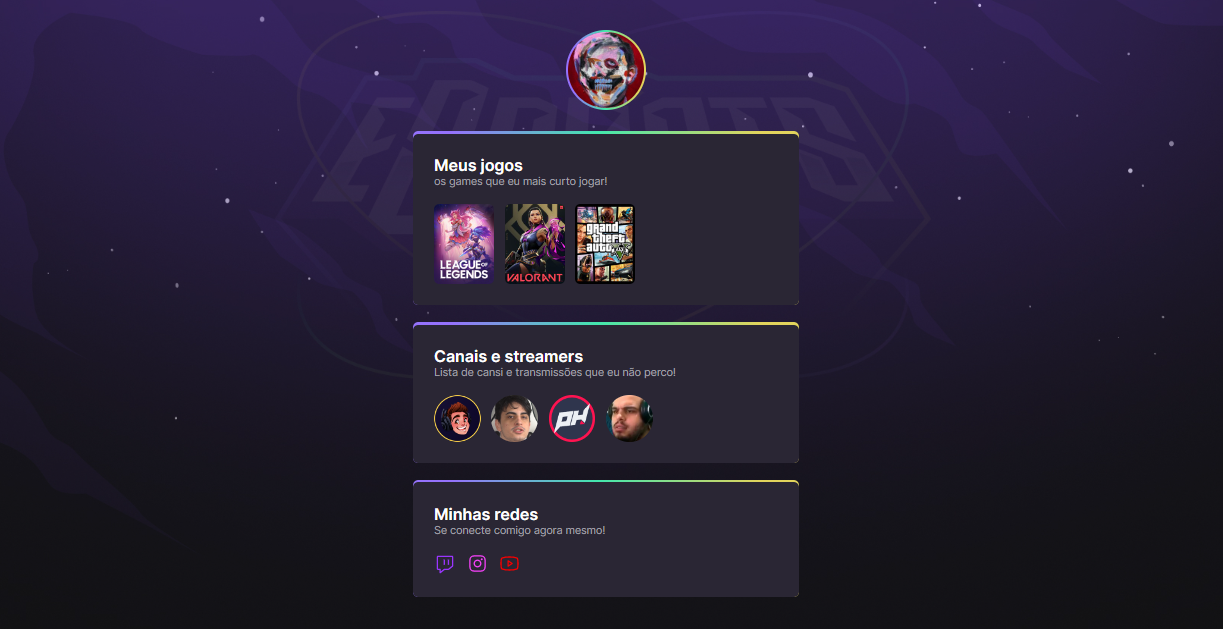 Meus jogos
os games que eu mais curto jogar!
LEAGUE OF
LEGENDS
VALORANT
grand
theft
auto V
Canais e streamers
Lista de cansi e transmissões que eu não perco!
PH
Minhas redes
Se conecte comigo agora mesmo!